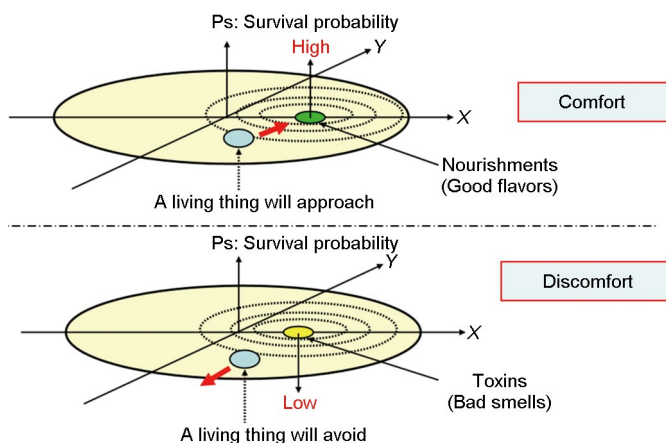 Ps: Survival probability
High
Y
Comfort
X
Nourishments
(Good flavors)
A living thing will approach
Ps: Survival probability
Y
Discomfort
X
Toxins
(Bad smells)
Low
A living thing will avoid